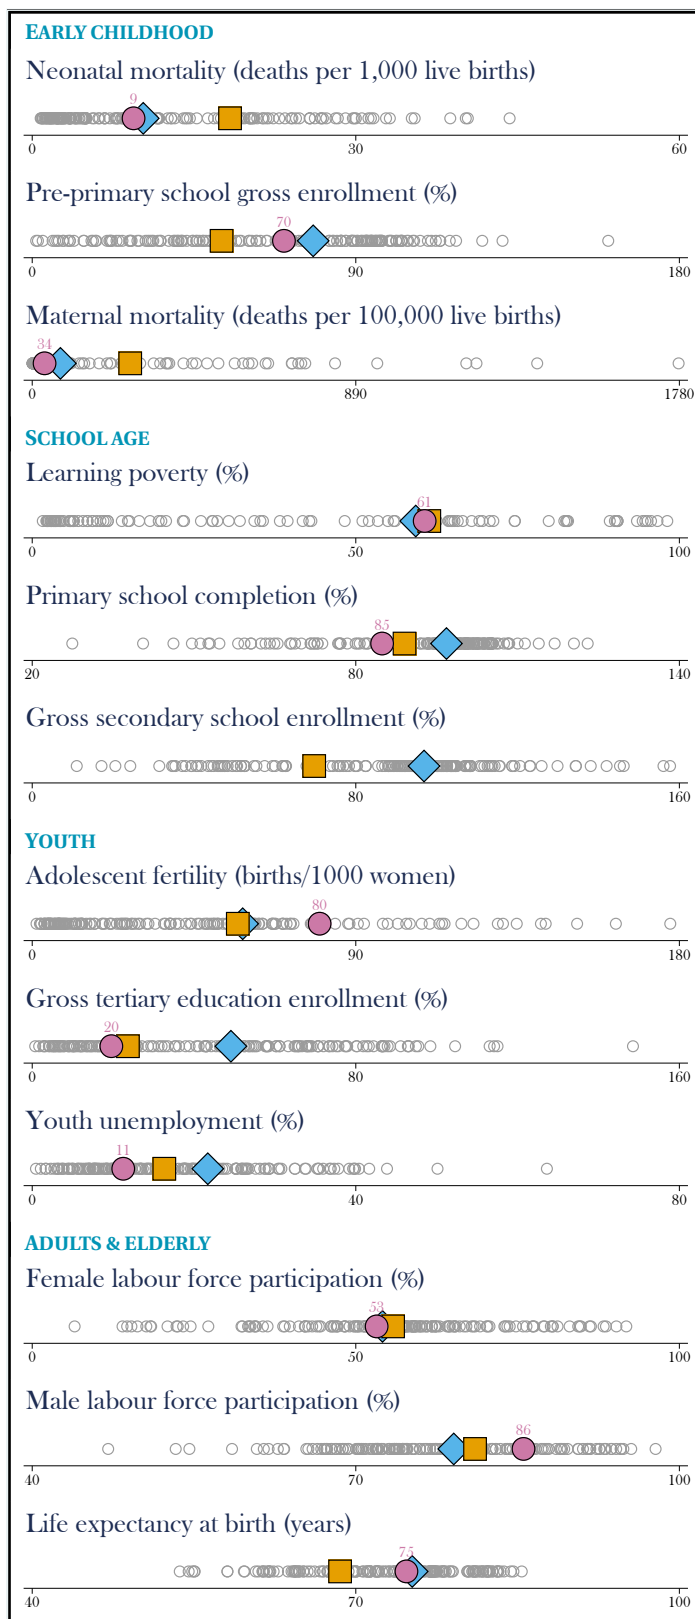 EARLY CHILDHOOD
Neonatal mortality (deaths per 1,000 live births)
9
0 30 60
Pre-primary school gross enrollment (%)
70
0 90 180
Maternal mortality (deaths per 100,000 live births)
34
0 890 1780
SCHOOL AGE
Learning poverty (%)
61
0 50 100
Primary school completion (%)
85
20 80 140
Gross secondary school enrollment (%)
0 80 160
YOUTH
Adolescent fertility (births/1000 women)
80
0 90 180
Gross tertiary education enrollment (%)
20
0 80 160
Youth unemployment (%)
11
0 40 80
ADULTS & ELDERLY
Female labour force participation (%)
53
0 50 100
Male labour force participation (%)
86
40 70 100
Life expectancy at birth (years)
75
40 70 100